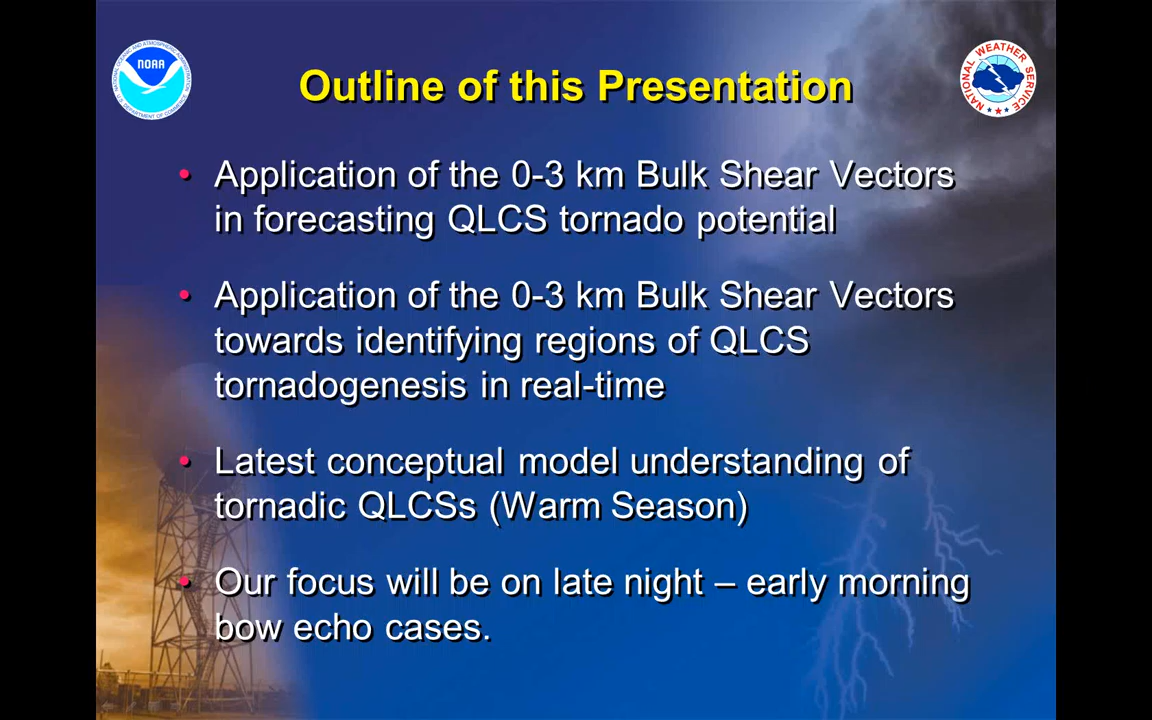 Outline of this Presentation
NOAA
NATIONAL WEATHER SERVICE
• Application of the 0-3 km Bulk Shear Vectors
in forecasting QLCS tornado potential
• Application of the 0-3 km Bulk Shear Vectors
towards identifying regions of QLCS
tornadogenesis in real-time
• Latest conceptual model understanding of
tornadic QLCSs (Warm Season)
• Our focus will be on late night – early morning
bow echo cases.